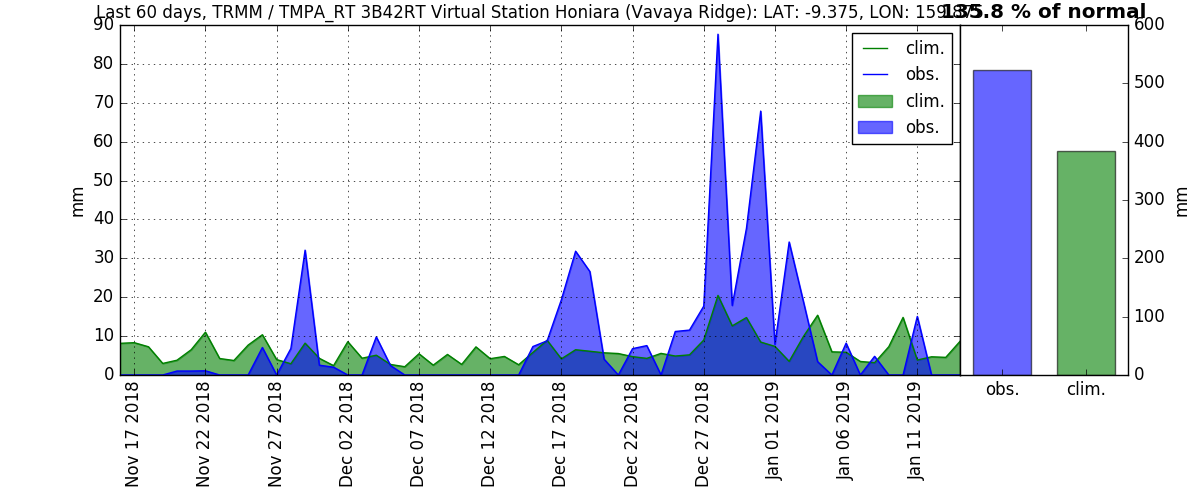 Last 60 days, TRMM / TMPA_RT 3B42RT Virtual Station Honiara (Vavaya Ridge): LAT: -9.375, LON:
135.8 % of normal
90
80
70
60
50
40
30
20
10
0
mm
clim.
obs.
clim.
obs.
600
500
400
300
200
100
0
mm
obs.
clim.
Nov 17 2018
Nov 22 2018
Nov 27 2018
Dec 02 2018
Dec 07 2018
Dec 12 2018
Dec 17 2018
Dec 22 2018
Dec 27 2018
Jan 01 2019
Jan 06 2019
Jan 11 2019